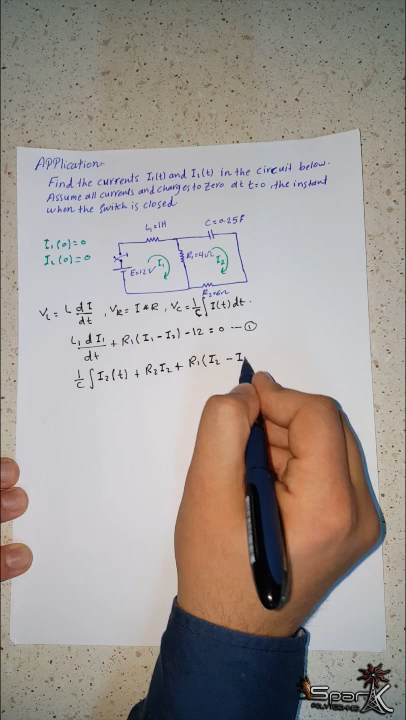 Application:-
Find the currents I₁(t) and I₂(t) in the circuit below.
Assume all currents and charges to zero at t=0, the instant
when the switch is closed
L₁=1H
C=0.25F
I₁(0)=0
I₂(0)=0
E=12V
I₁
R₁=4Ω
I₂
R₂=6Ω
V_L = L dI/dt, V_R = I*R, V_C = 1/C ∫ I(t) dt.
L₁ dI₁/dt + R₁(I₁ - I₂) - 12 = 0 —①
1/C ∫ I₂(t) + R₂I₂ + R₁(I₂ - I
Spark
POLYTECHNIC